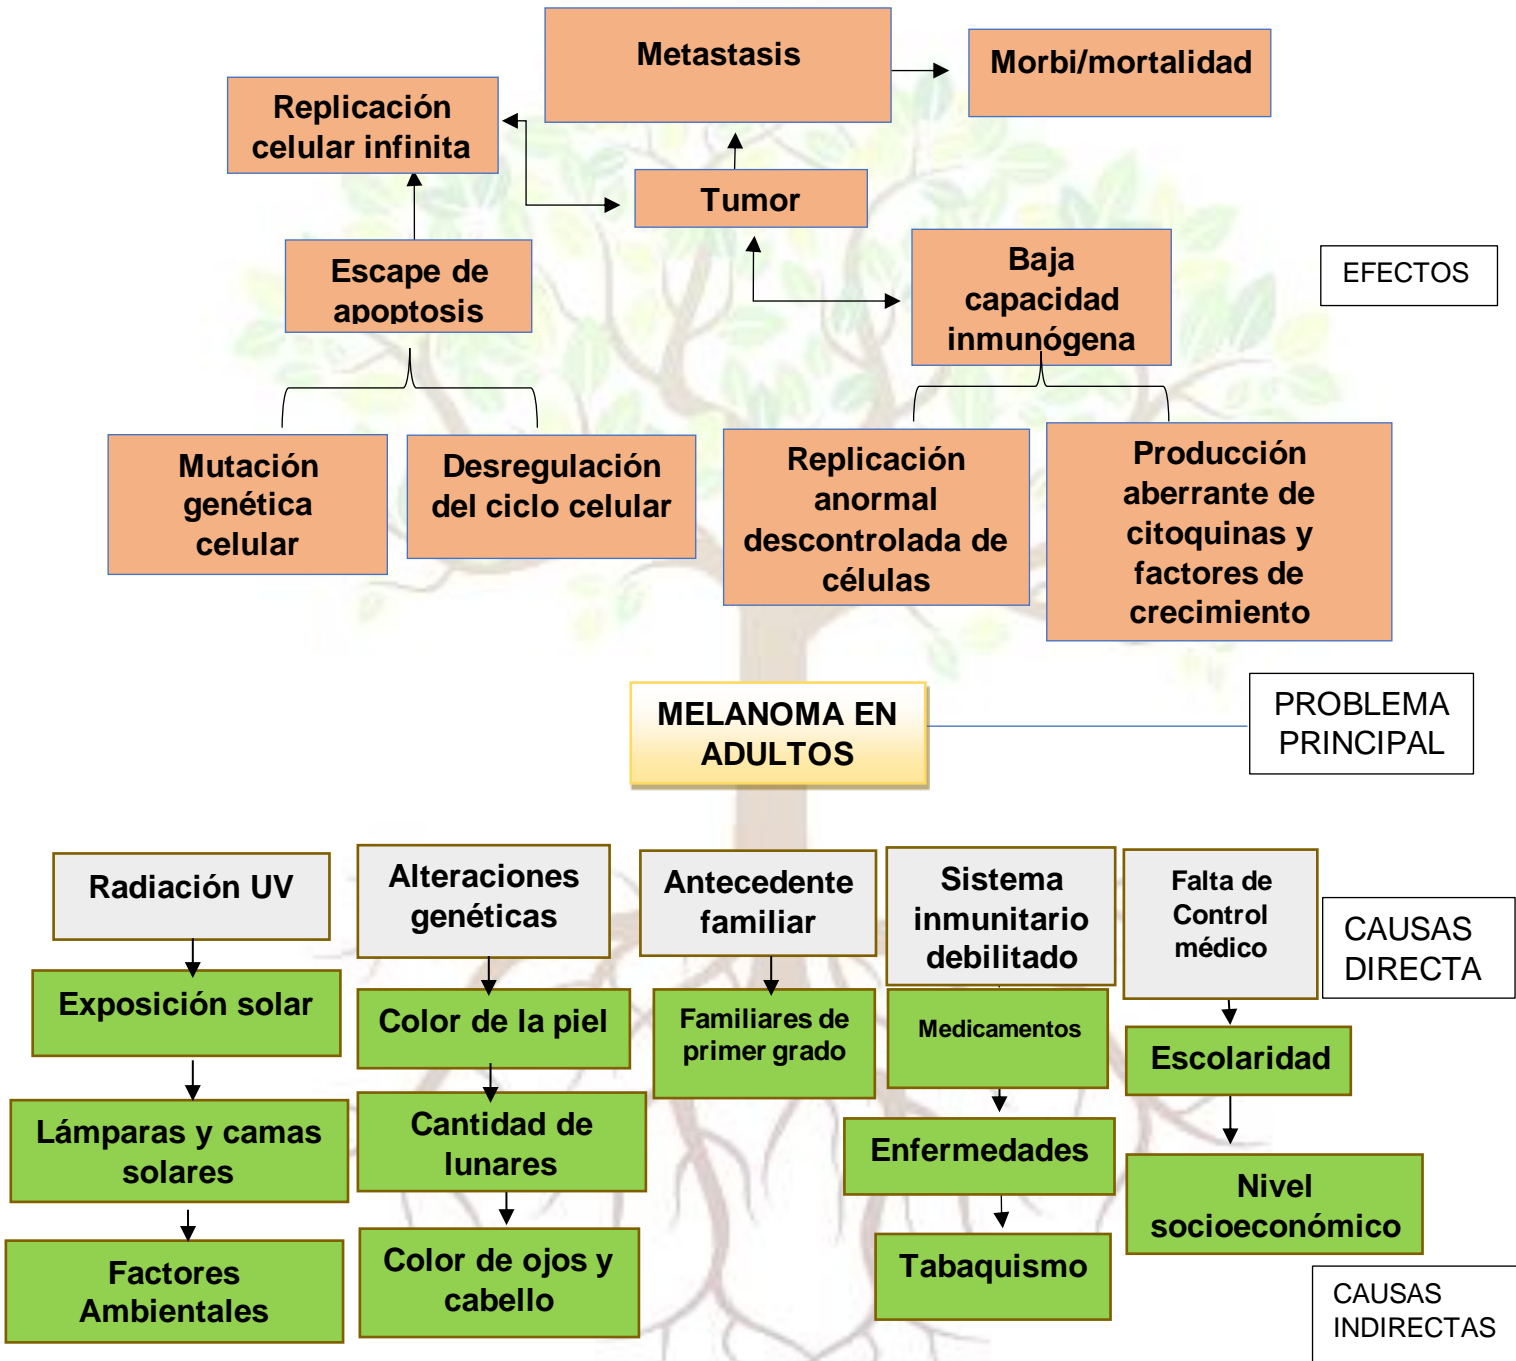 Metastasis
Morbi/mortalidad
Replicación
celular infinita
Tumor
Escape de
apoptosis
Baja
capacidad
inmunógena
EFECTOS
Mutación
genética
celular
Desregulación
del ciclo celular
Replicación
anormal
descontrolada de
células
Producción
aberrante de
citoquinas y
factores de
crecimiento
MELANOMA EN
ADULTOS
PROBLEMA
PRINCIPAL
Radiación UV
Alteraciones
genéticas
Antecedente
familiar
Sistema
inmunitario
debilitado
Falta de
Control
médico
CAUSAS
DIRECTA
Exposición solar
Color de la piel
Familiares de
primer grado
Medicamentos
Escolaridad
Lámparas y camas
solares
Cantidad de
lunares
Enfermedades
Nivel
socioeconómico
Factores
Ambientales
Color de ojos y
cabello
Tabaquismo
CAUSAS
INDIRECTAS